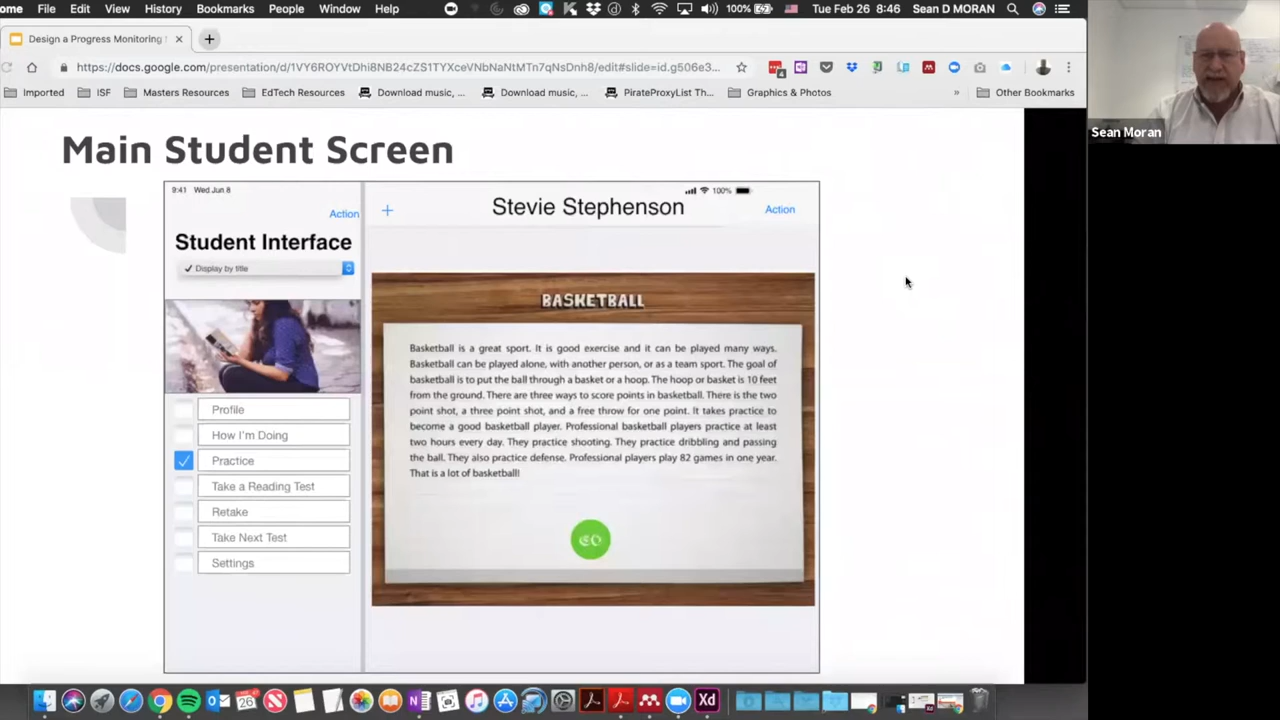 ome File Edit View History Bookmarks People Window Help 100% Tue Feb 26 8:46 Sean D MORAN
Design a Progress Monitoring
https://docs.google.com/presentation/d/1VY6ROYVtDhi8NB24cZS1TYXceVNbNaNtMTn7qNsDnh8/edit#slide=id.g506e3...
Imported ISF Masters Resources EdTech Resources Download music, ... Download music, ... PirateProxyList Th... Graphics & Photos » Other Bookmarks
Sean Moran
Main Student Screen
9:41 Wed Jun 8 100%
Action + Stevie Stephenson Action
Student Interface
✓ Display by title
BASKETBALL
Basketball is a great sport. It is good exercise and it can be played many ways.
Basketball can be played alone, with another person, or as a team sport. The goal of
basketball is to put the ball through a basket or a hoop. The hoop or basket is 10 feet
from the ground. There are three ways to score points in basketball. There is the two
point shot, a three point shot, and a free throw for one point. It takes practice to
become a good basketball player. Professional basketball players practice at least
two hours every day. They practice shooting. They practice dribbling and passing
the ball. They also practice defense. Professional players play 82 games in one year.
That is a lot of basketball!
GO
Profile
How I'm Doing
Practice
Take a Reading Test
Retake
Take Next Test
Settings
26
Xd